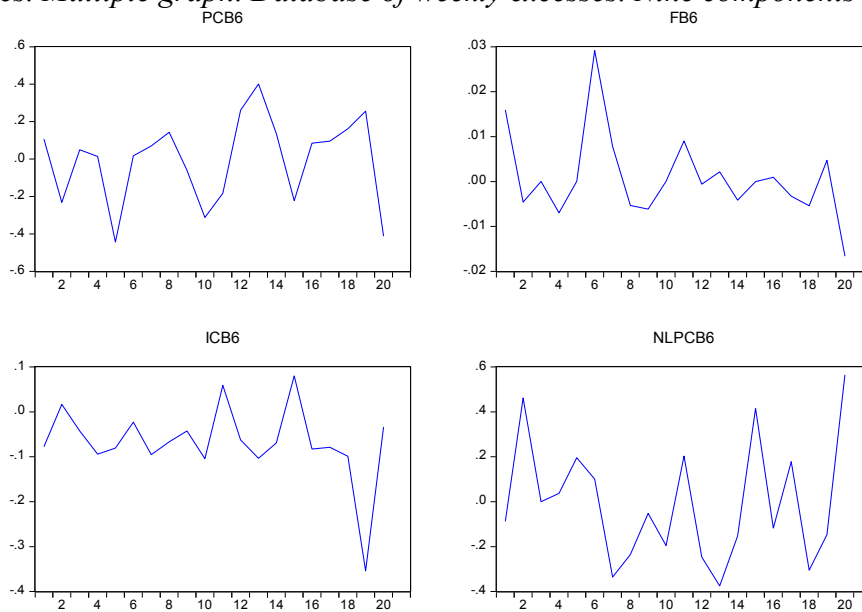 Multiple graph. Database of weekly excesses. Nine components
PCB6 FB6
.6 .03
.4 .02
.2 .01
.0 .00
-.2
-.4 -.01
-.6 -.02
2 4 6 8 10 12 14 16 18 20 2 4 6 8 10 12 14 16 18 20
ICB6 NLPCB6
.1 .6
.0 .4
-.1 .2
-.2 .0
-.3 -.2
-.4 -.4
2 4 6 8 10 12 14 16 18 20 2 4 6 8 10 12 14 16 18 20